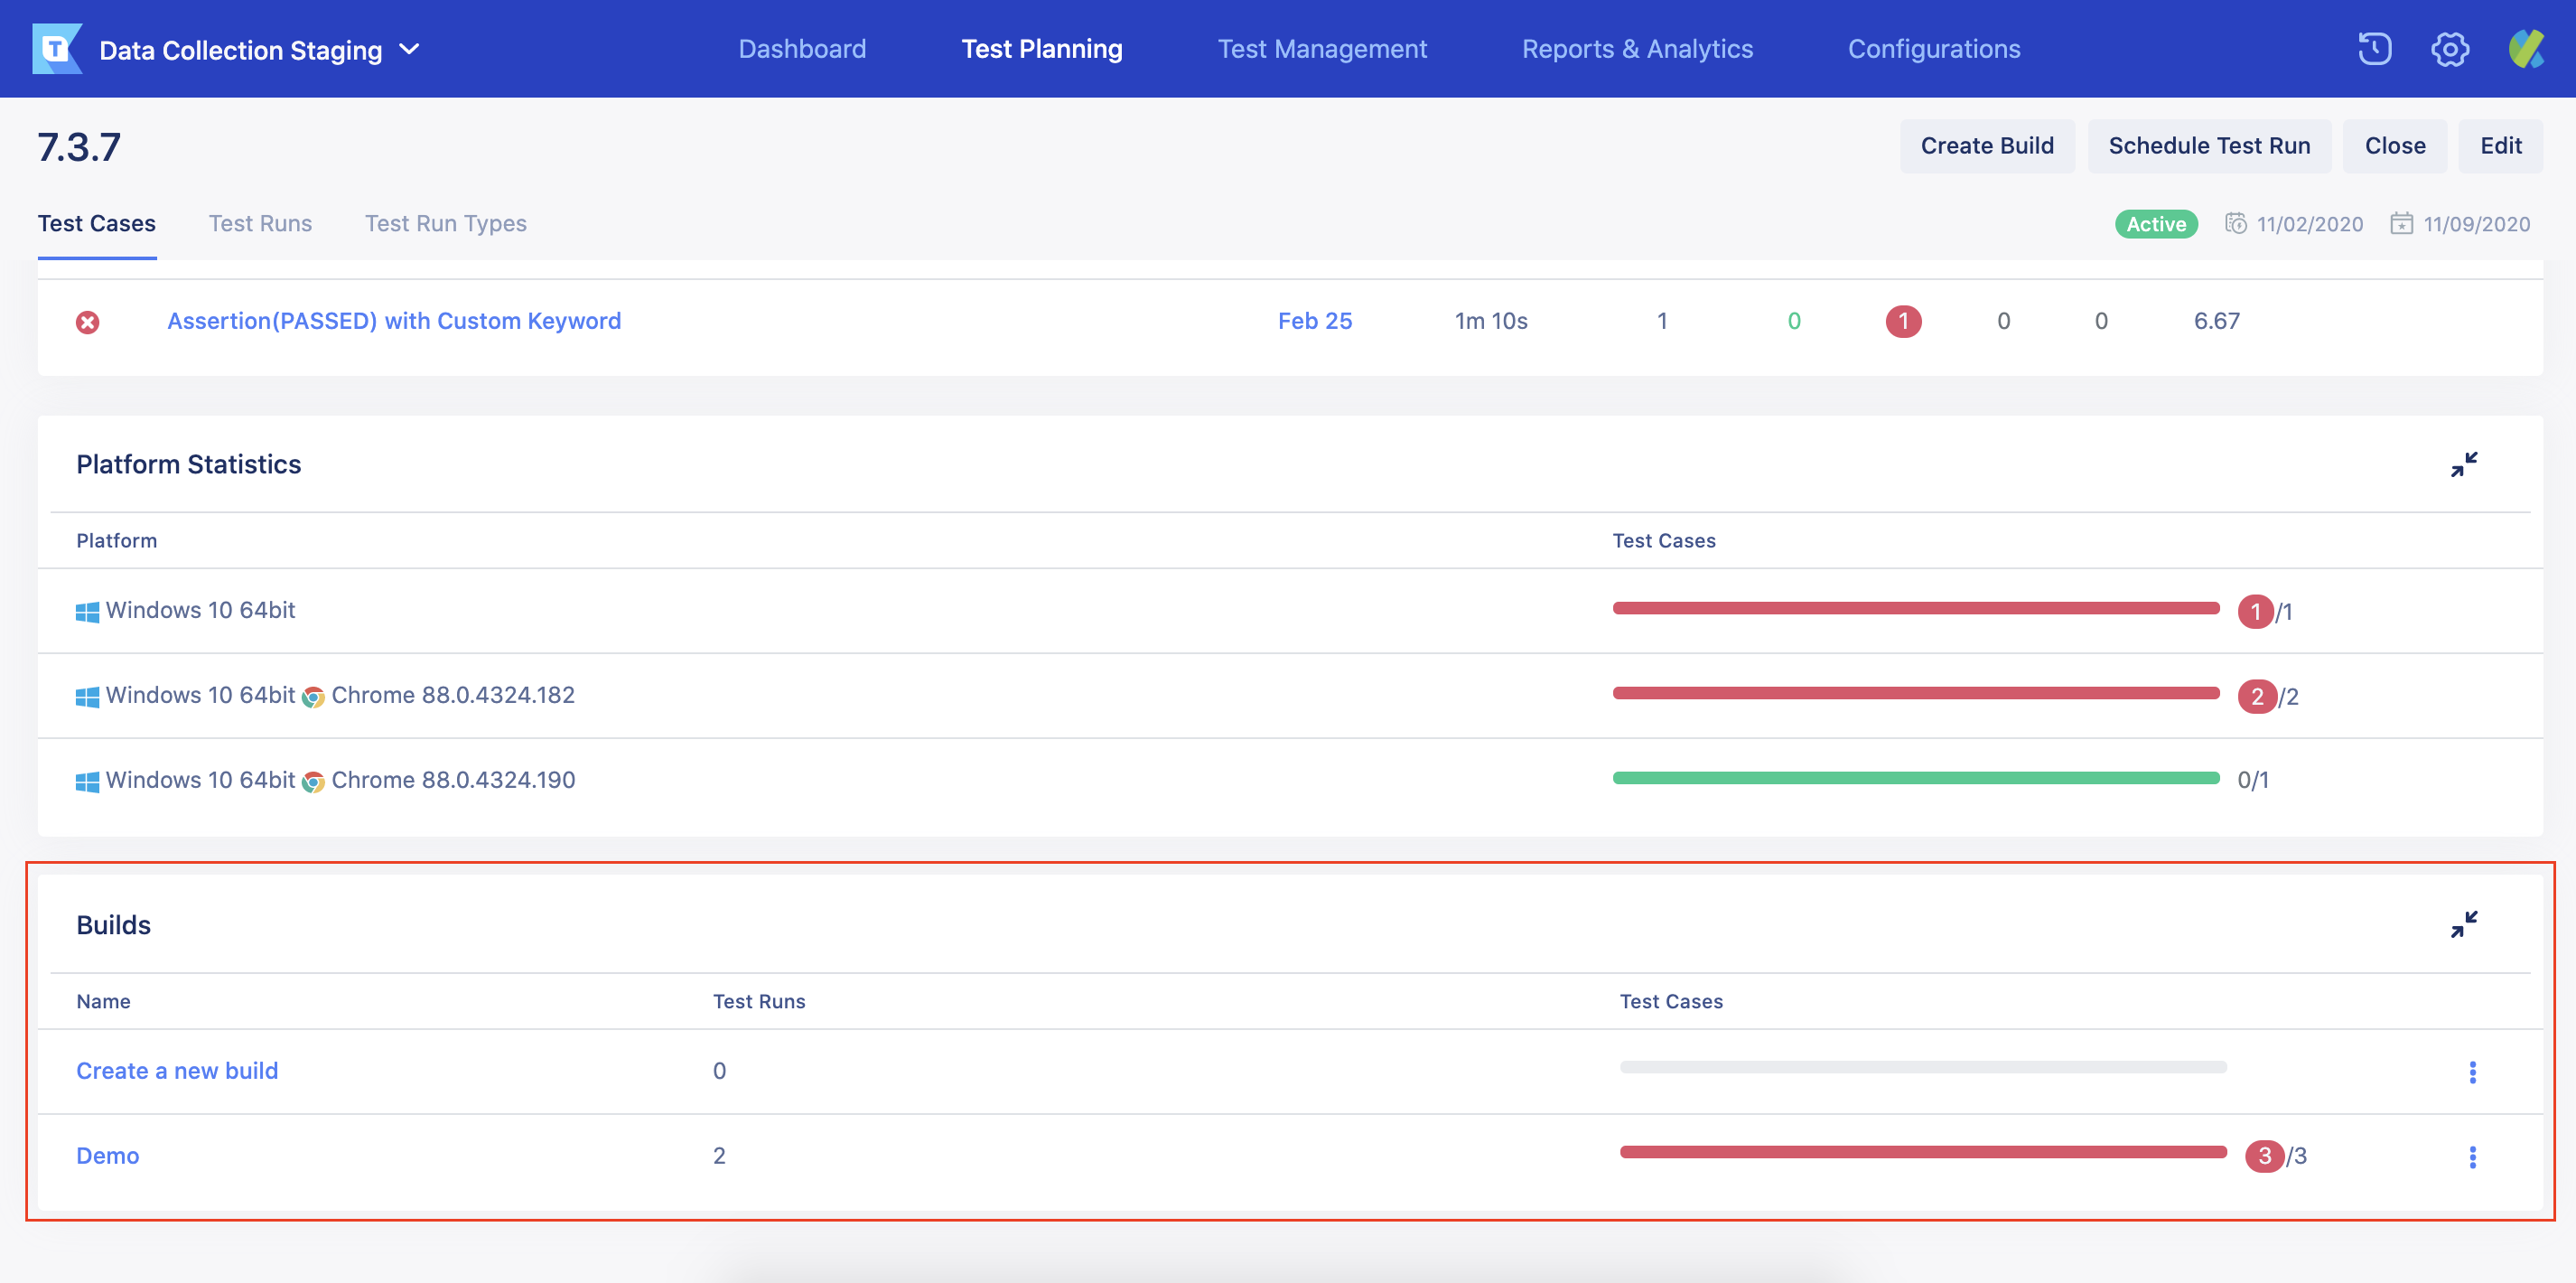 T Data Collection Staging Dashboard Test Planning Test Management Reports & Analytics Configurations
7.3.7 Create Build Schedule Test Run Close Edit
Test Cases Test Runs Test Run Types Active 11/02/2020 11/09/2020
Assertion(PASSED) with Custom Keyword Feb 25 1m 10s 1 0 1 0 0 6.67
Platform Statistics
Platform Test Cases
Windows 10 64bit 1/1
Windows 10 64bit Chrome 88.0.4324.182 2/2
Windows 10 64bit Chrome 88.0.4324.190 0/1
Builds
Name Test Runs Test Cases
Create a new build 0
Demo 2 3/3